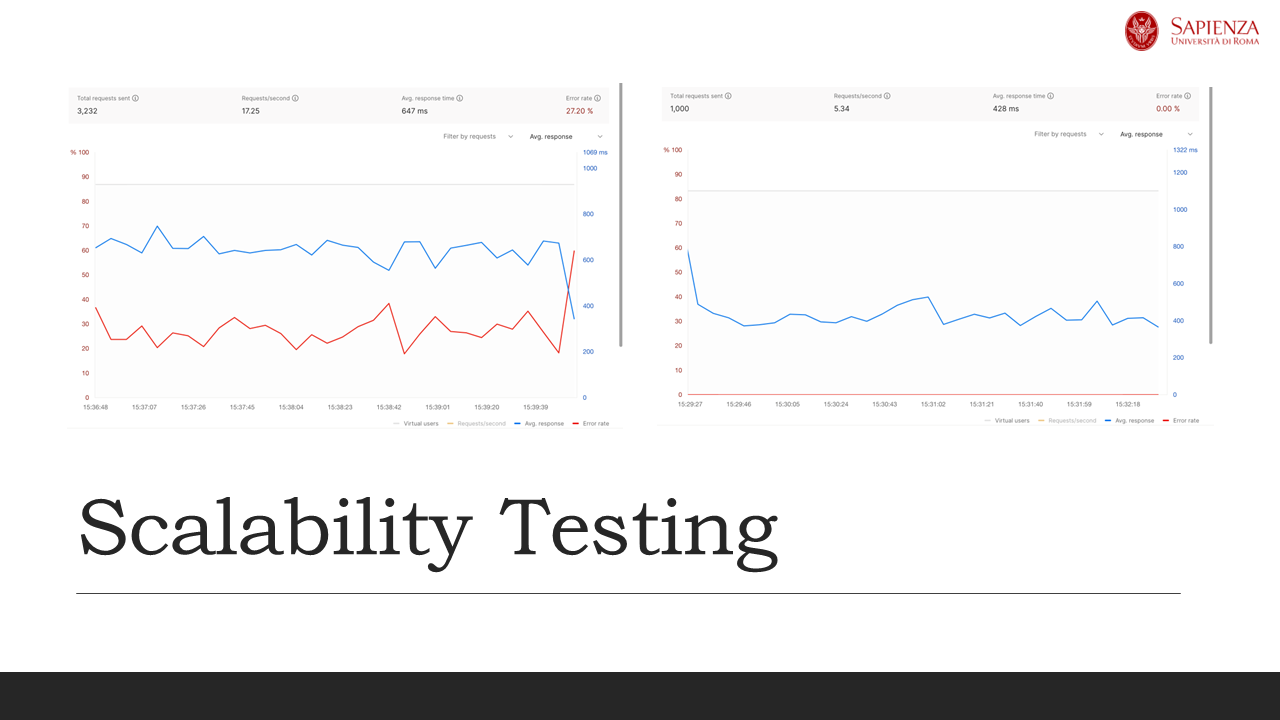 SAPIENZA
UNIVERSITÀ DI ROMA
Total requests sent Requests/second Avg. response time Error rate
3,232 17.25 647 ms 27.20 %
Filter by requests Avg. response
% 100 1069 ms
1000
90
80 800
70
60 600
50
40 400
30
20 200
10
0 0
15:36:48 15:37:07 15:37:26 15:37:45 15:38:04 15:38:23 15:38:42 15:39:01 15:39:20 15:39:39
Virtual users Requests/second Avg. response Error rate
Total requests sent Requests/second Avg. response time Error rate
1,000 5.34 428 ms 0.00 %
Filter by requests Avg. response
% 100 1322 ms
90 1200
80
70 1000
60 800
50
40 600
30 400
20
10 200
0 0
15:29:27 15:29:46 15:30:05 15:30:24 15:30:43 15:31:02 15:31:21 15:31:40 15:31:59 15:32:18
Virtual users Requests/second Avg. response Error rate
Scalability Testing